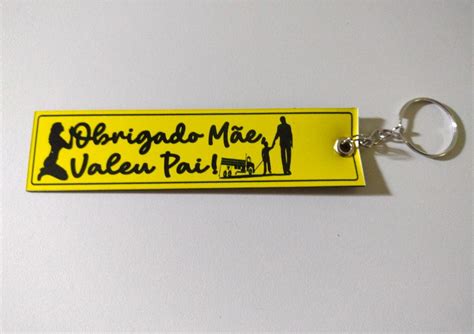 Obrigado Mãe
Valeu Pai!